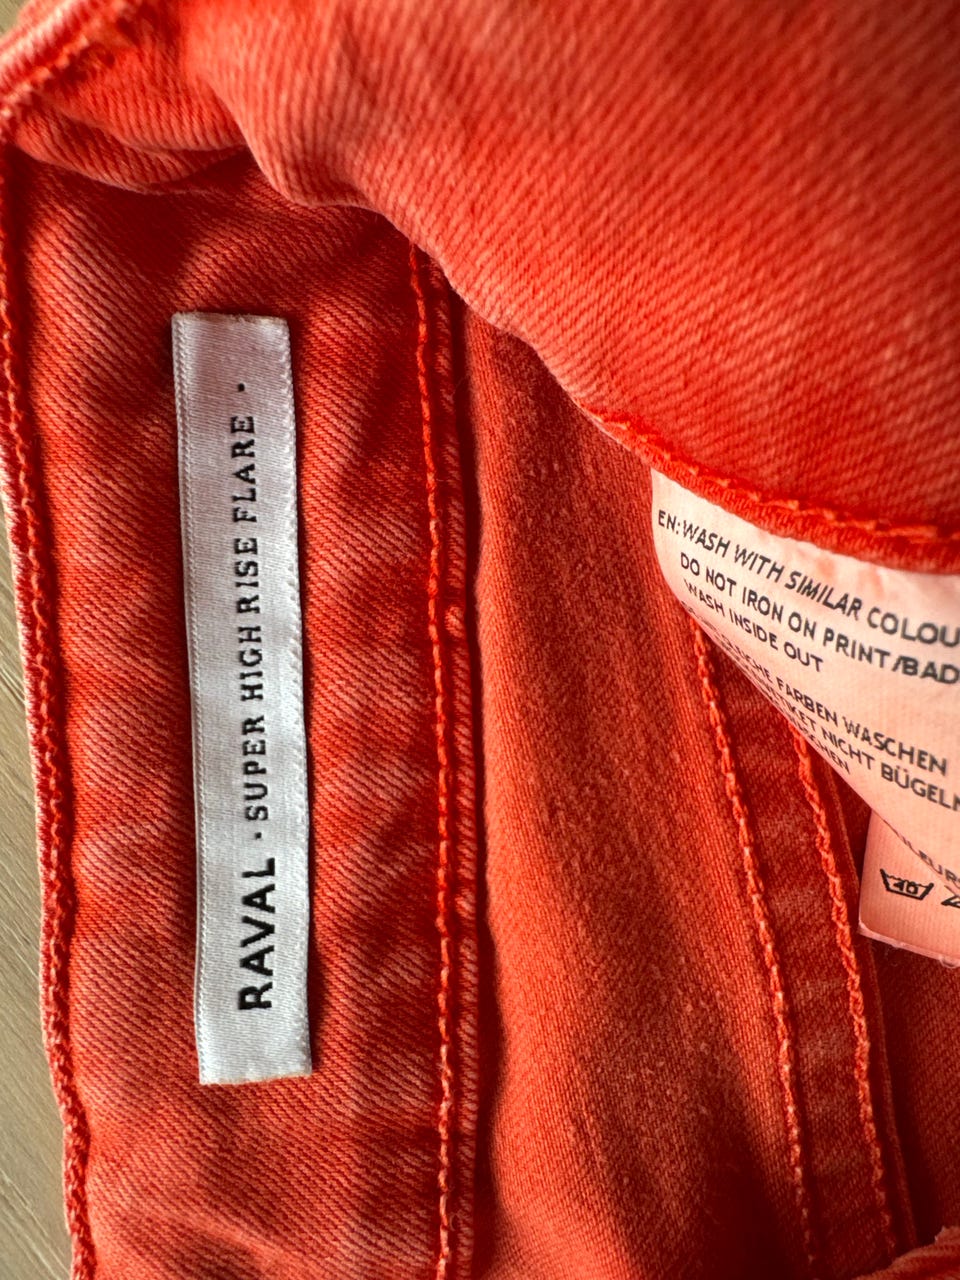 RAVAL · SUPER HIGH RISE FLARE ·
EN: WASH WITH SIMILAR COLOU
DO NOT IRON ON PRINT/BAD
WASH INSIDE OUT
FARBEN WASCHEN
NICHT BÜGELN
40